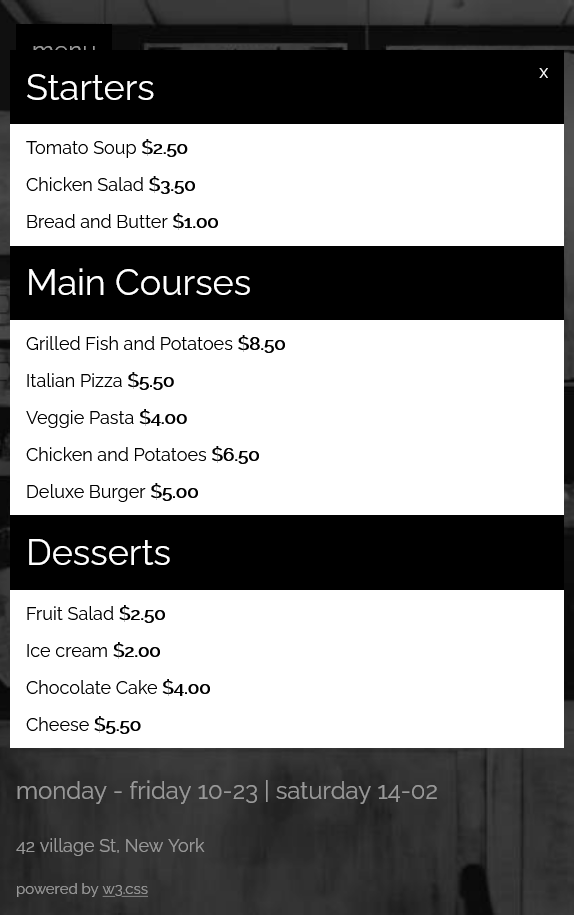 menu
x
Starters
Tomato Soup $2.50
Chicken Salad $3.50
Bread and Butter $1.00
Main Courses
Grilled Fish and Potatoes $8.50
Italian Pizza $5.50
Veggie Pasta $4.00
Chicken and Potatoes $6.50
Deluxe Burger $5.00
Desserts
Fruit Salad $2.50
Ice cream $2.00
Chocolate Cake $4.00
Cheese $5.50
monday - friday 10-23 | saturday 14-02
42 village St, New York
powered by w3.css